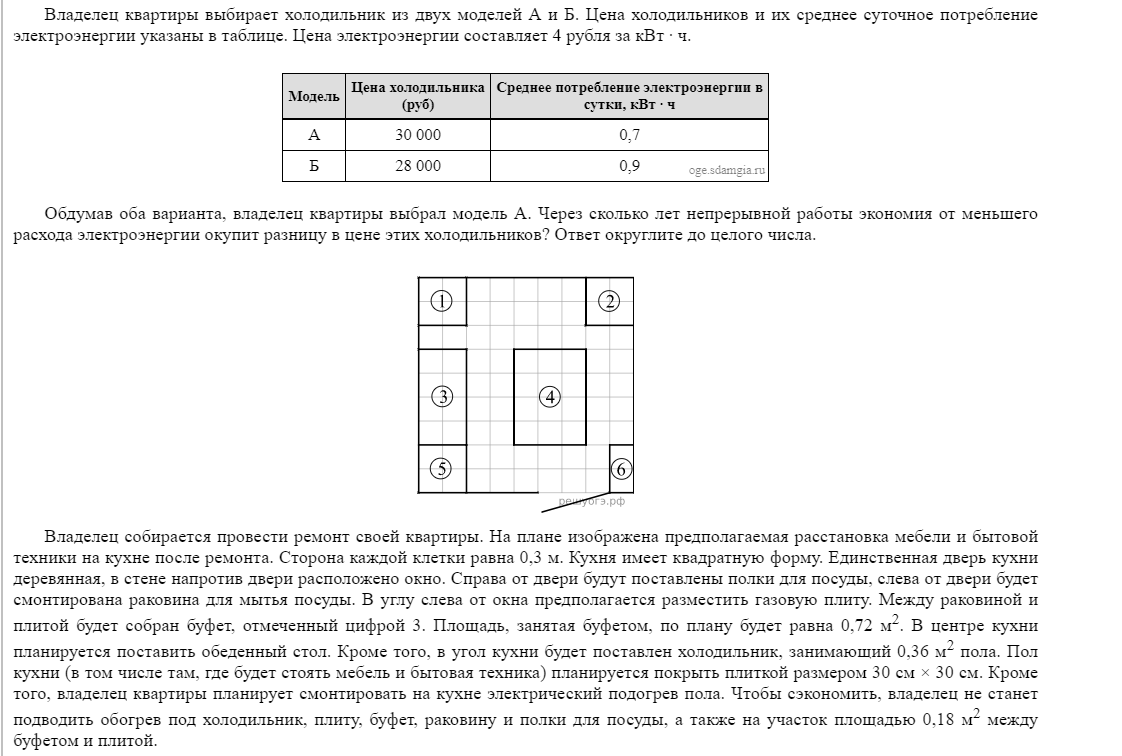 Владелец квартиры выбирает холодильник из двух моделей А и Б. Цена холодильников и их среднее суточное потребление
электроэнергии указаны в таблице. Цена электроэнергии составляет 4 рубля за кВт · ч.
Модель
Цена холодильника
(руб)
Среднее потребление электроэнергии в
сутки, кВт · ч
А 30 000 0,7
Б 28 000 0,9
oge.sdamgia.ru
Обдумав оба варианта, владелец квартиры выбрал модель А. Через сколько лет непрерывной работы экономия от меньшего
расхода электроэнергии окупит разницу в цене этих холодильников? Ответ округлите до целого числа.
1 2
3 4
5 6
решуогэ.рф
Владелец собирается провести ремонт своей квартиры. На плане изображена предполагаемая расстановка мебели и бытовой
техники на кухне после ремонта. Сторона каждой клетки равна 0,3 м. Кухня имеет квадратную форму. Единственная дверь кухни
деревянная, в стене напротив двери расположено окно. Справа от двери будут поставлены полки для посуды, слева от двери будет
смонтирована раковина для мытья посуды. В углу слева от окна предполагается разместить газовую плиту. Между раковиной и
плитой будет собран буфет, отмеченный цифрой 3. Площадь, занятая буфетом, по плану будет равна 0,72 м². В центре кухни
планируется поставить обеденный стол. Кроме того, в угол кухни будет поставлен холодильник, занимающий 0,36 м² пола. Пол
кухни (в том числе там, где будет стоять мебель и бытовая техника) планируется покрыть плиткой размером 30 см × 30 см. Кроме
того, владелец квартиры планирует смонтировать на кухне электрический подогрев пола. Чтобы сэкономить, владелец не станет
подводить обогрев под холодильник, плиту, буфет, раковину и полки для посуды, а также на участок площадью 0,18 м² между
буфетом и плитой.